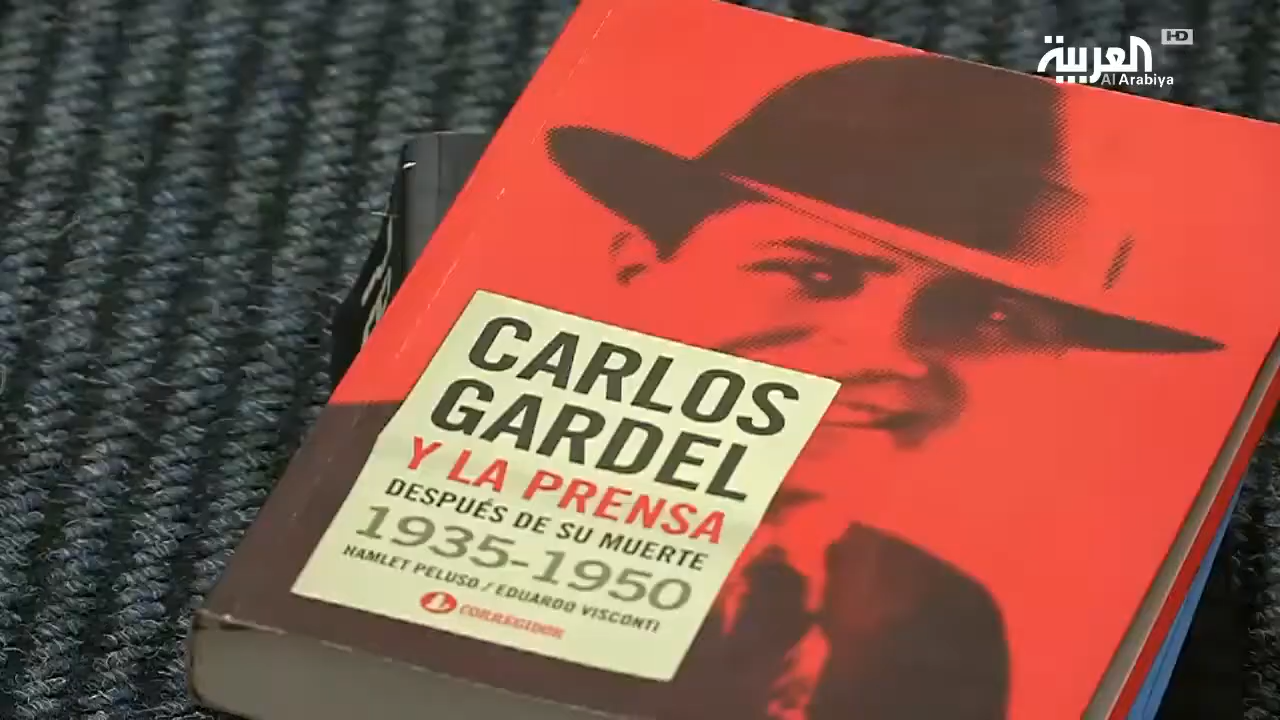 العربية HD
Al Arabiya
CARLOS
GARDEL
Y LA PRENSA
DESPUÉS DE SU MUERTE
1935-1950
HAMLET PELUSO / EDUARDO VISCONTI
CORREGIDOR